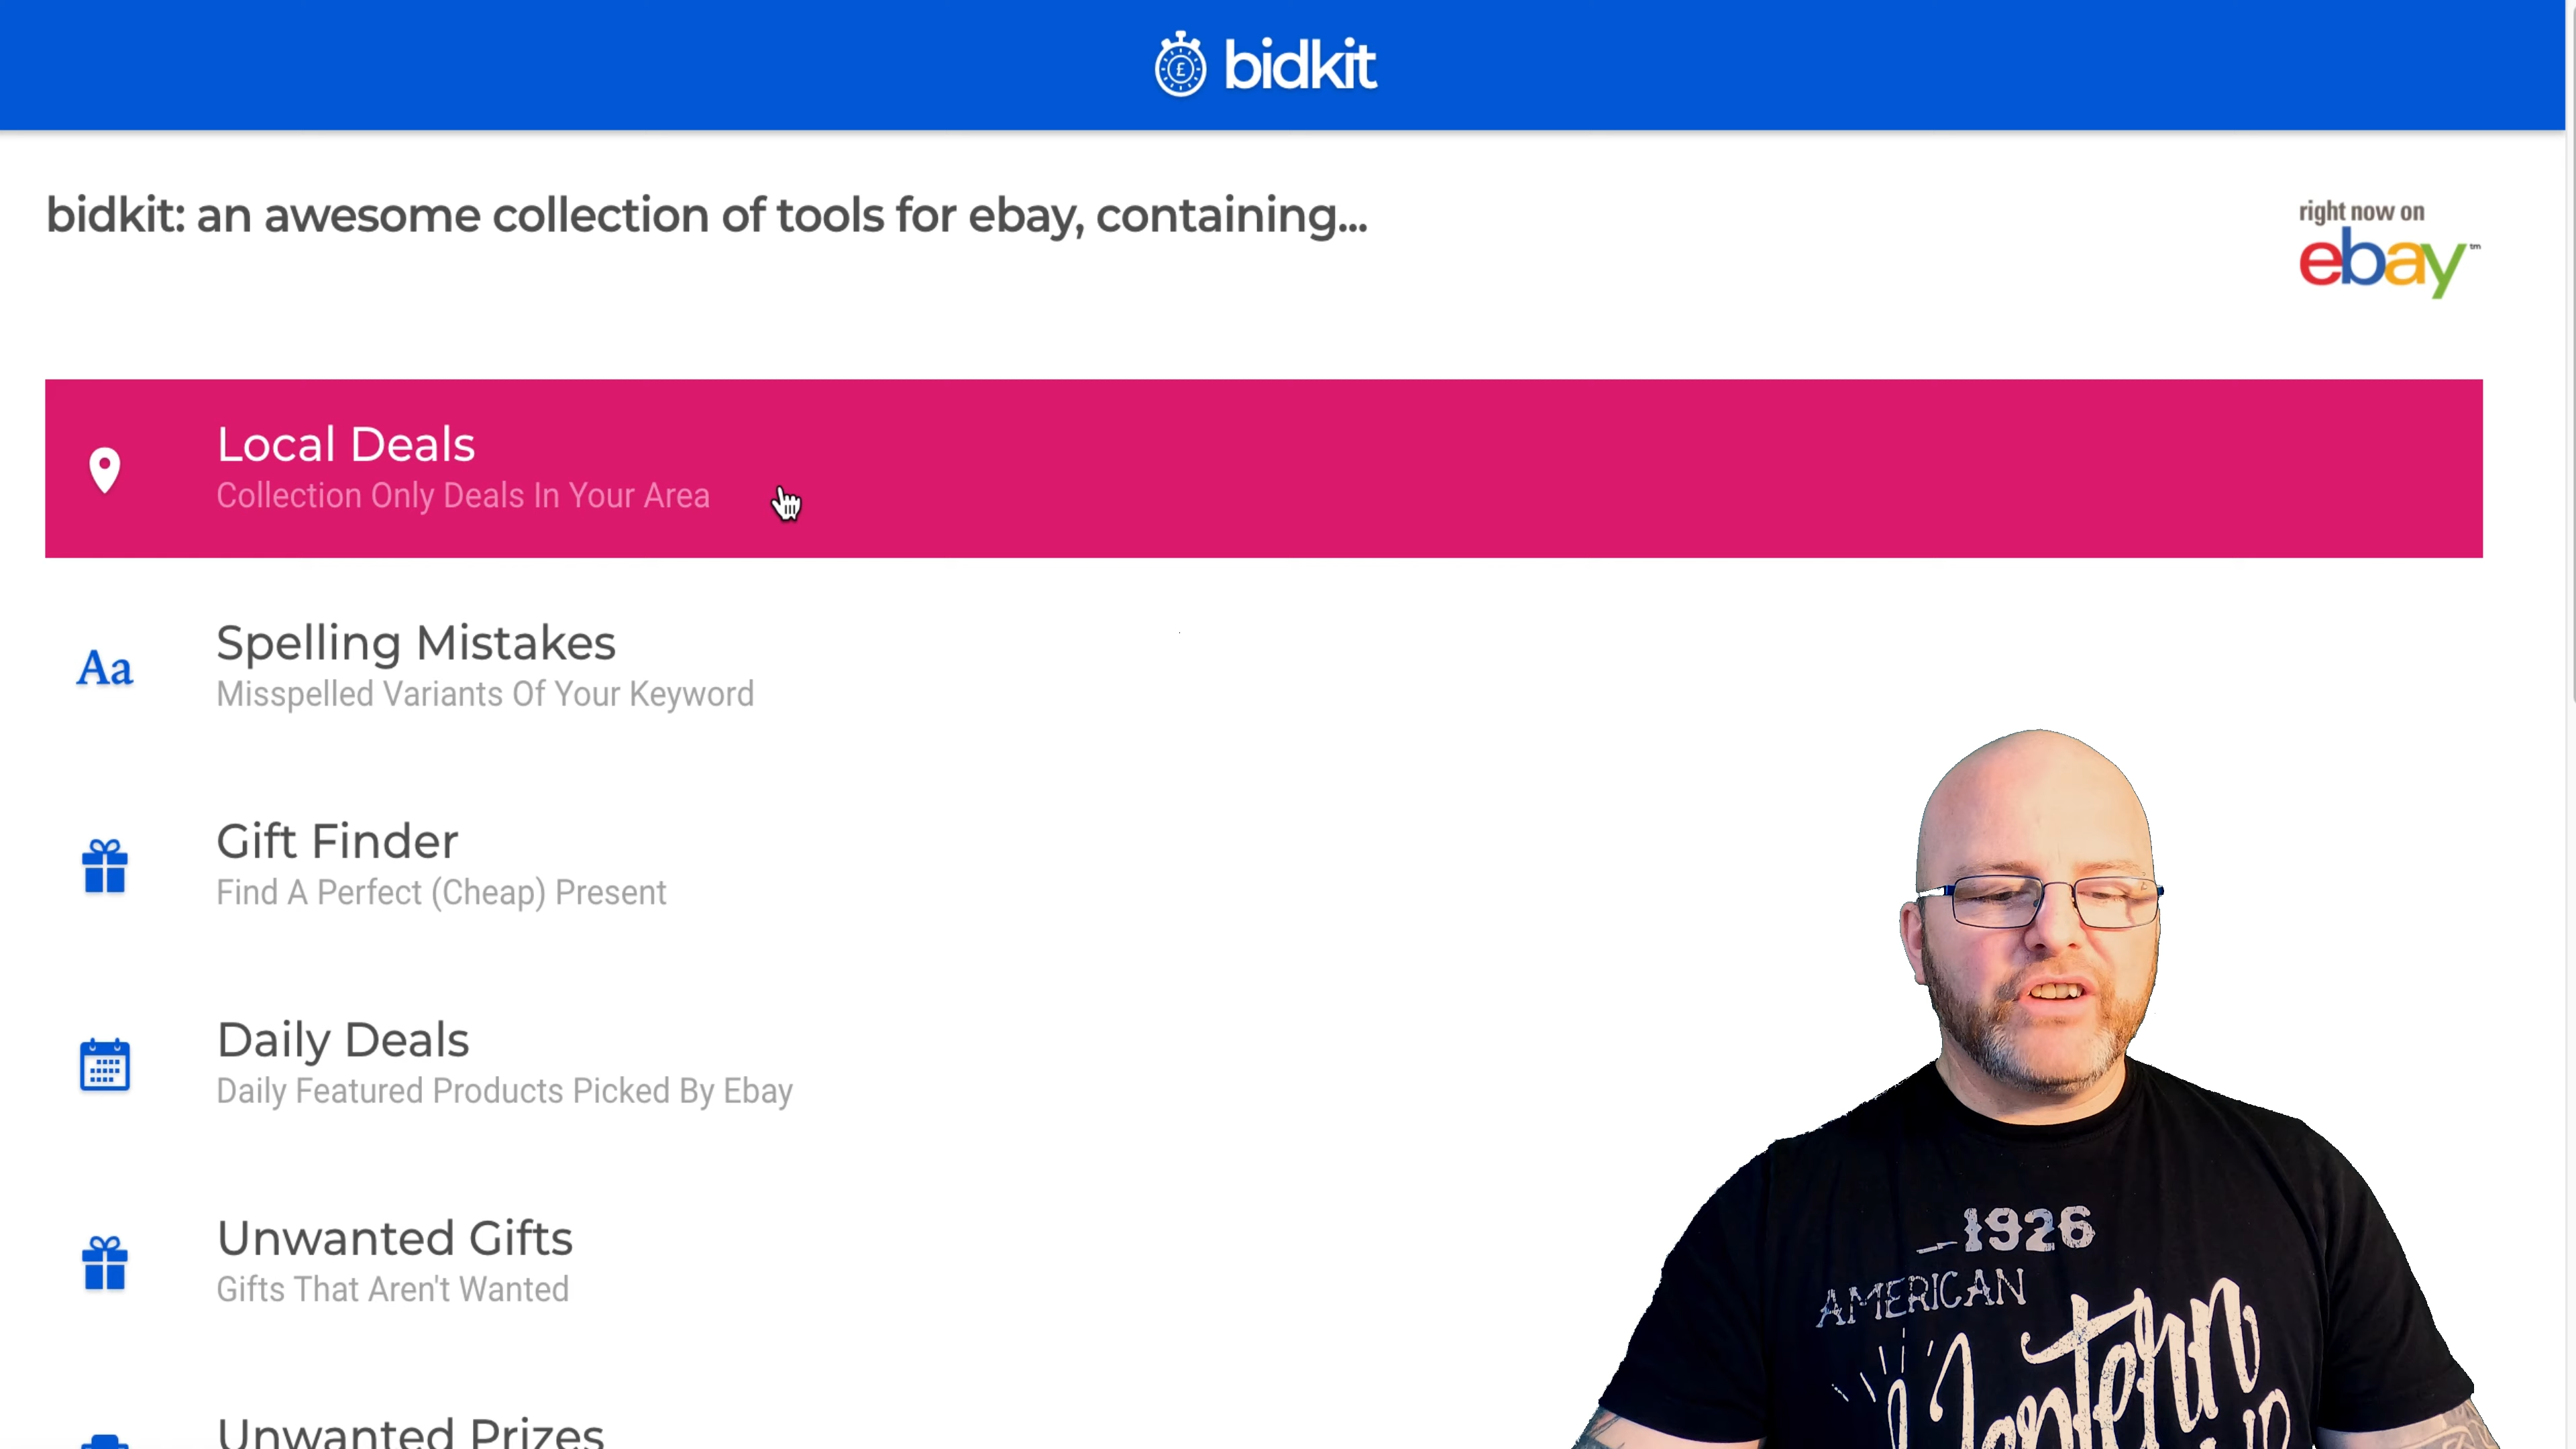 £ bidkit
bidkit: an awesome collection of tools for ebay, containing...
right now on
ebay™
Local Deals
Collection Only Deals In Your Area
Aa
Spelling Mistakes
Misspelled Variants Of Your Keyword
Gift Finder
Find A Perfect (Cheap) Present
Daily Deals
Daily Featured Products Picked By Ebay
Unwanted Gifts
Gifts That Aren't Wanted
Unwanted Prizes
1926
AMERICAN